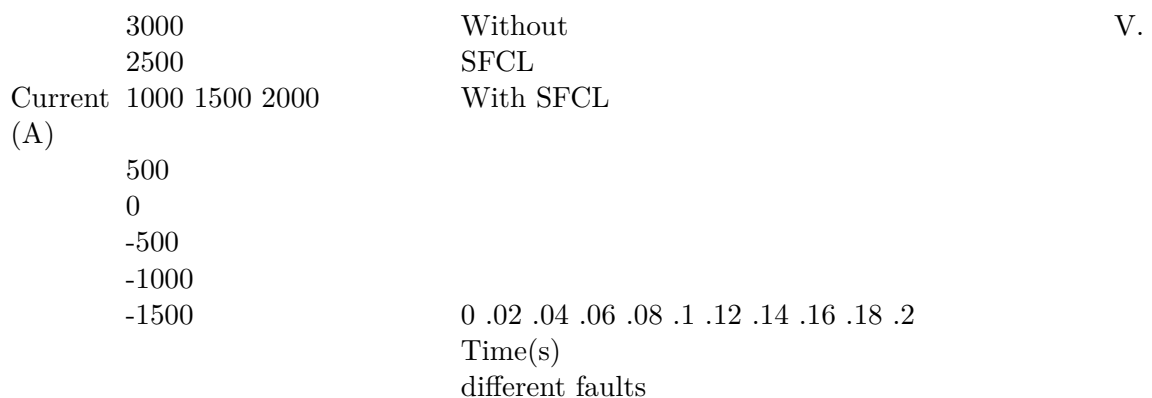 3000 Without V.
2500 SFCL
Current 1000 1500 2000 With SFCL
(A)
500
0
-500
-1000
-1500 0 .02 .04 .06 .08 .1 .12 .14 .16 .18 .2
Time(s)
different faults